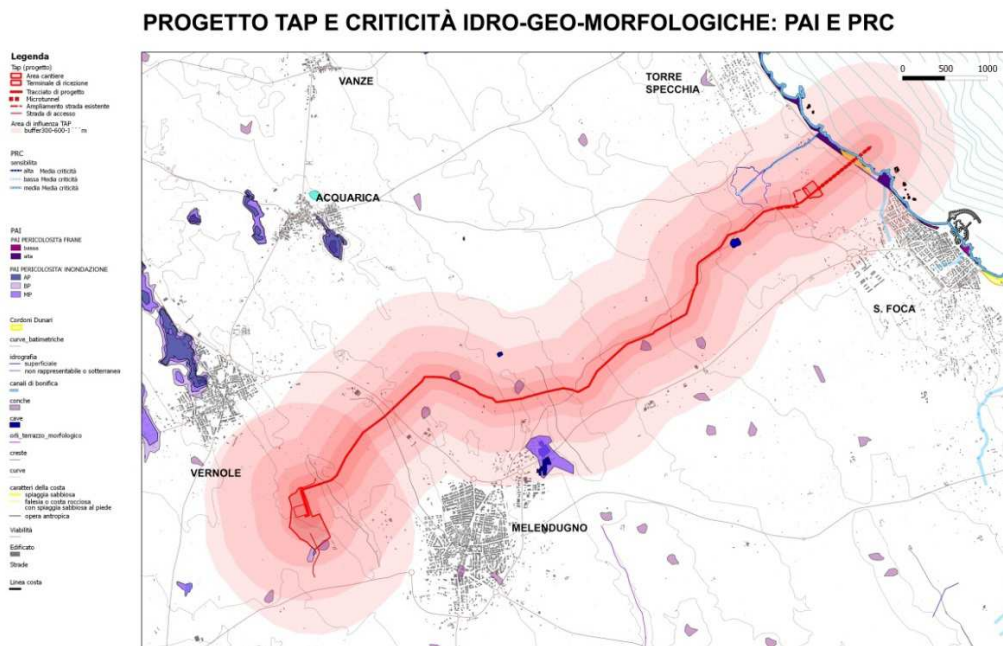 PROGETTO TAP E CRITICITÀ IDRO-GEO-MORFOLOGICHE: PAI E PRC
Legenda
Tap (progetto)
Area cantiere
Terminale di ricezione
Tracciato di progetto
Microtunnel
Ampliamento strada esistente
Strada di accesso
Area di influenza TAP
PRC
sensibilita
alta Media criticità
bassa Media criticità
media Media criticità
PAI
PAI PERICOLOSITA FRANE
bassa
alta
PAI PERICOLOSITA' INONDAZIONE
AP
BP
MP
Cordoni Dunari
curve_batimetriche
idrografia
superficiale
non rappresentabile o sotterranea
canali di bonifica
conche
cave
orli_terrazzo_morfologico
creste
curve
caratteri della costa
spiaggia sabbiosa
falesia o costa rocciosa
con spiaggia sabbiosa al piede
opera antropica
Viabilità
Edificato
Strade
Linea costa
VANZE
TORRE
SPECCHIA
0 500 1000
ACQUARICA
S. FOCA
VERNOLE
MELENDUGNO